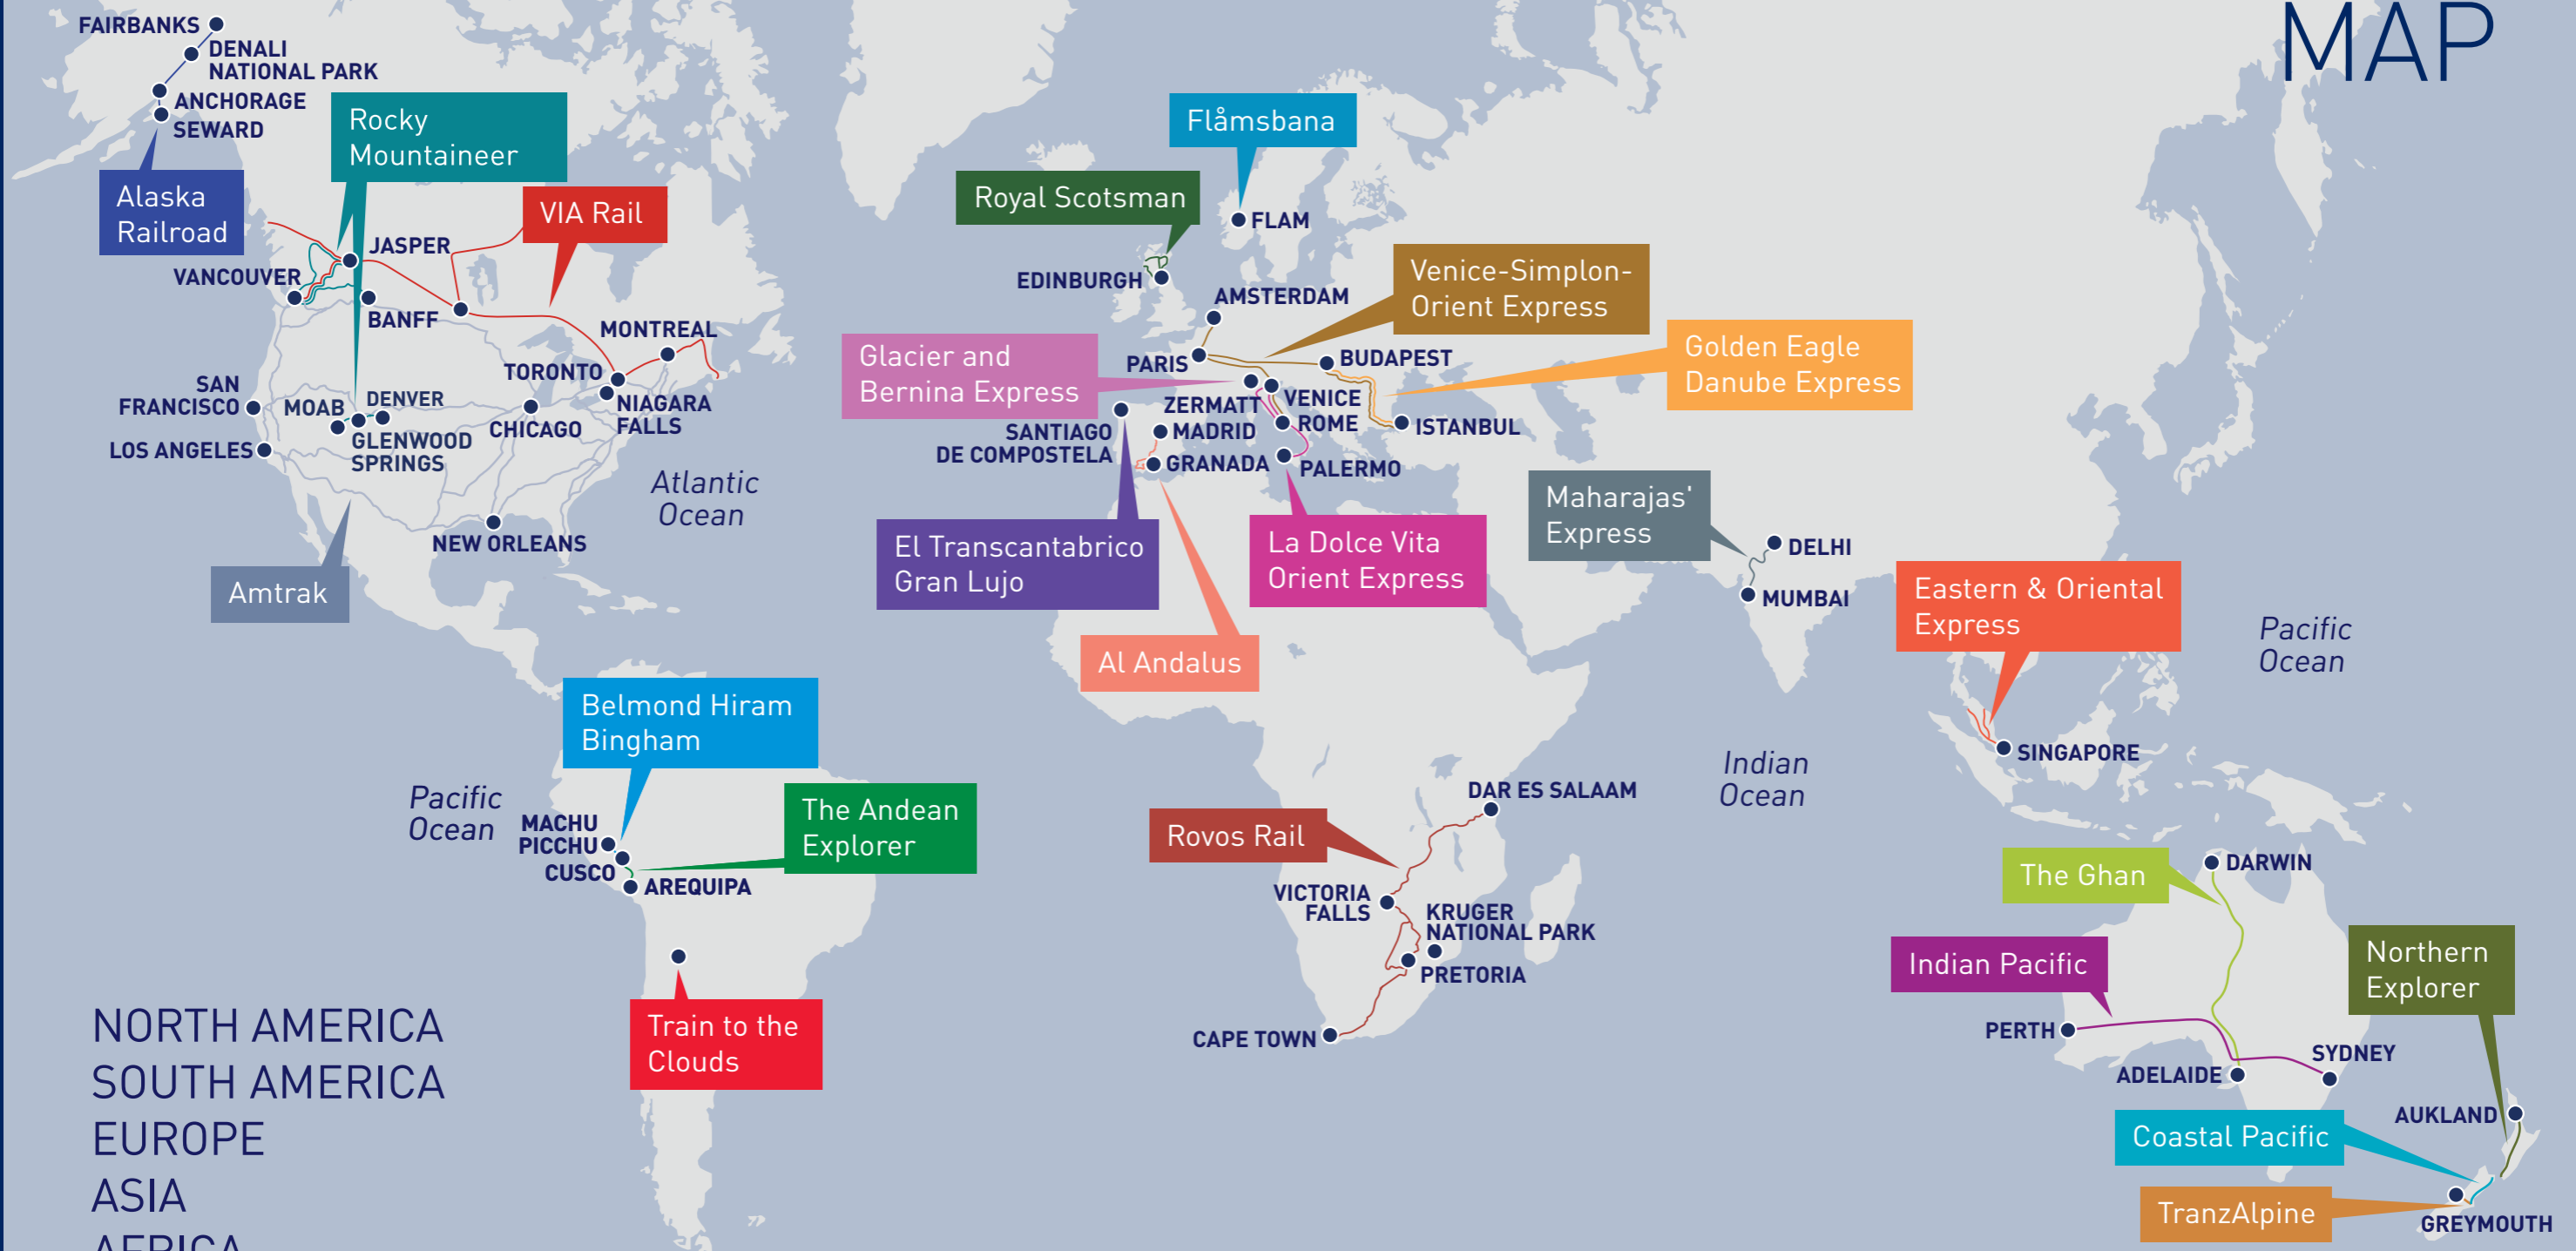 MAP
FAIRBANKS
DENALI
NATIONAL PARK
ANCHORAGE
SEWARD
Alaska
Railroad
Rocky
Mountaineer
VIA Rail
JASPER
VANCOUVER
BANFF
MONTREAL
TORONTO
NIAGARA
FALLS
SAN
FRANCISCO
MOAB
DENVER
GLENWOOD
SPRINGS
CHICAGO
LOS ANGELES
NEW ORLEANS
Amtrak
Atlantic
Ocean
Flåmsbana
Royal Scotsman
FLAM
EDINBURGH
AMSTERDAM
Venice-Simplon-
Orient Express
Glacier and
Bernina Express
PARIS
BUDAPEST
Golden Eagle
Danube Express
ZERMATT
VENICE
ROME
ISTANBUL
SANTIAGO
DE COMPOSTELA
MADRID
GRANADA
PALERMO
El Transcantabrico
Gran Lujo
La Dolce Vita
Orient Express
Al Andalus
Maharajas'
Express
DELHI
MUMBAI
Eastern & Oriental
Express
Pacific
Ocean
SINGAPORE
Indian
Ocean
Belmond Hiram
Bingham
Pacific
Ocean
MACHU
PICCHU
CUSCO
AREQUIPA
The Andean
Explorer
Train to the
Clouds
DAR ES SALAAM
Rovos Rail
VICTORIA
FALLS
KRUGER
NATIONAL PARK
PRETORIA
CAPE TOWN
The Ghan
DARWIN
Indian Pacific
Northern
Explorer
PERTH
SYDNEY
ADELAIDE
AUKLAND
Coastal Pacific
TranzAlpine
GREYMOUTH
NORTH AMERICA
SOUTH AMERICA
EUROPE
ASIA
AFRICA